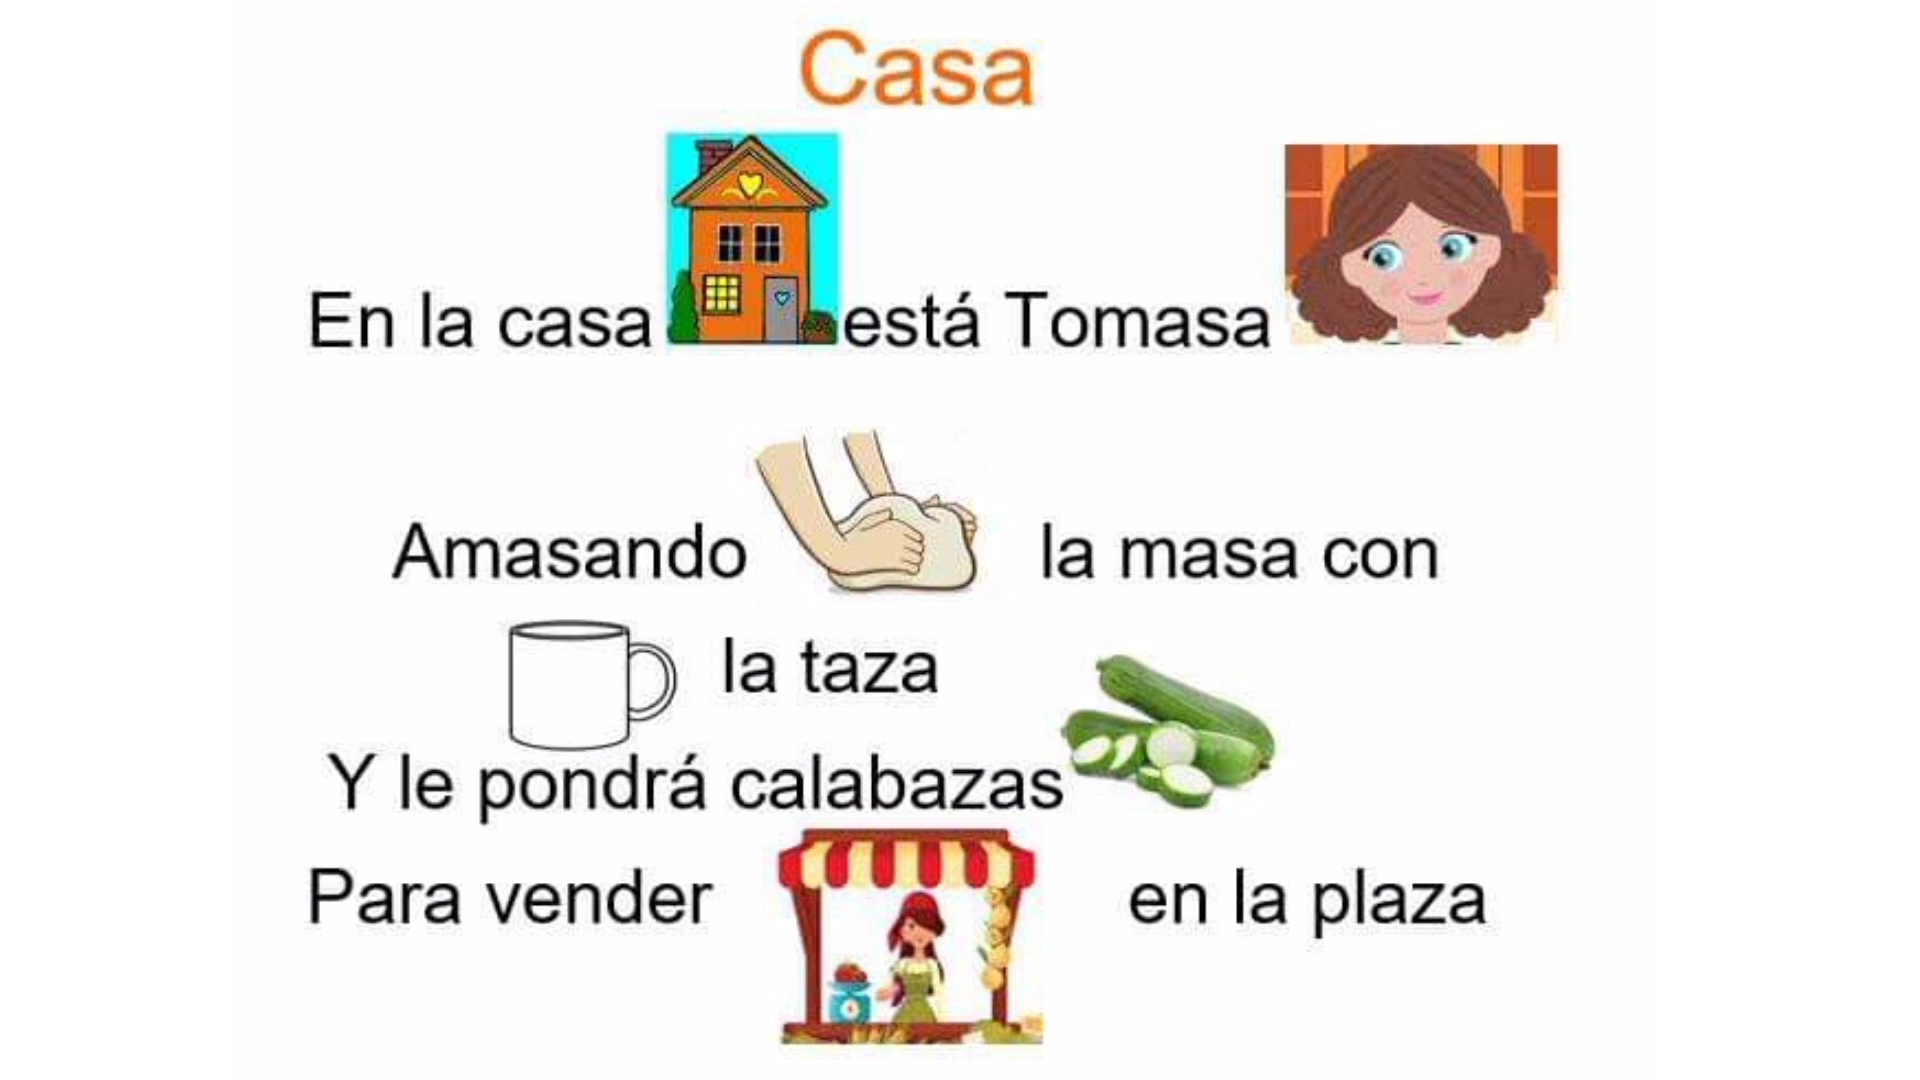 Casa
En la casa está Tomasa
Amasando la masa con
la taza
Y le pondrá calabazas
Para vender en la plaza